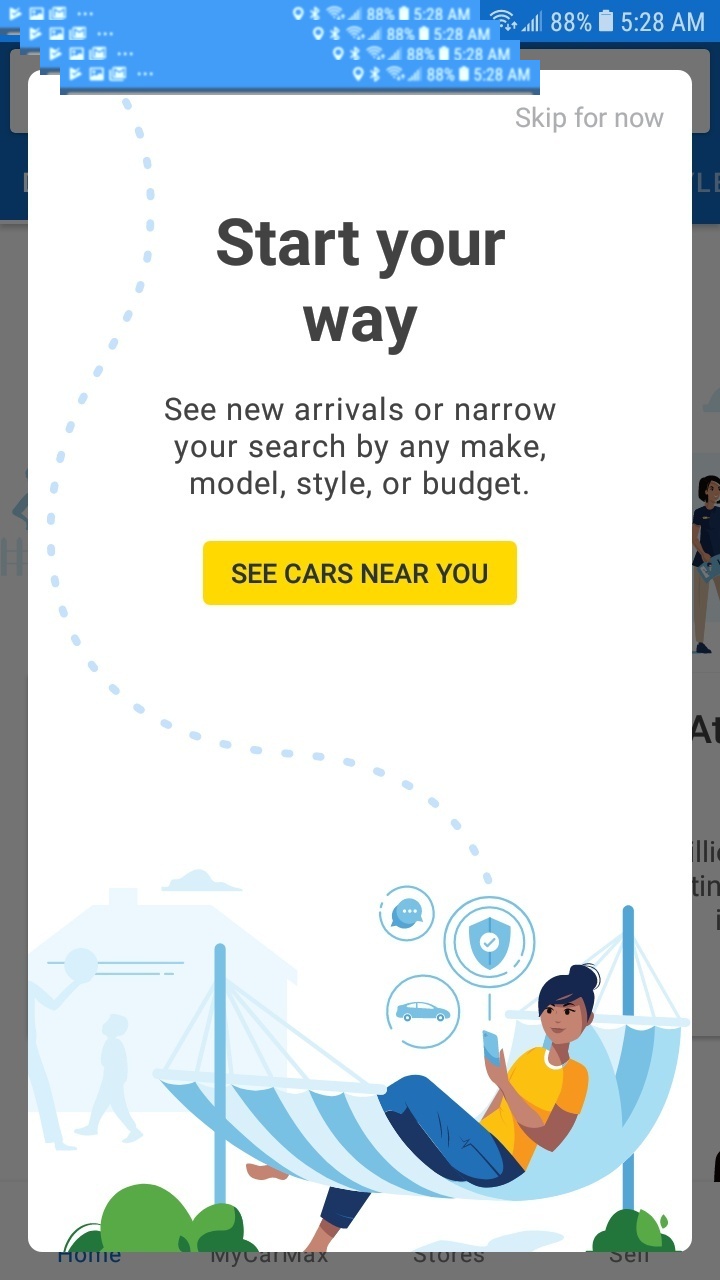 88% 5:28 AM
88% 5:28 AM
88% 5:28 AM
88% 5:28 AM
88% 5:28 AM
Skip for now
Start your
way
See new arrivals or narrow
your search by any make,
model, style, or budget.
SEE CARS NEAR YOU
Home MyCarMax Stores Sell